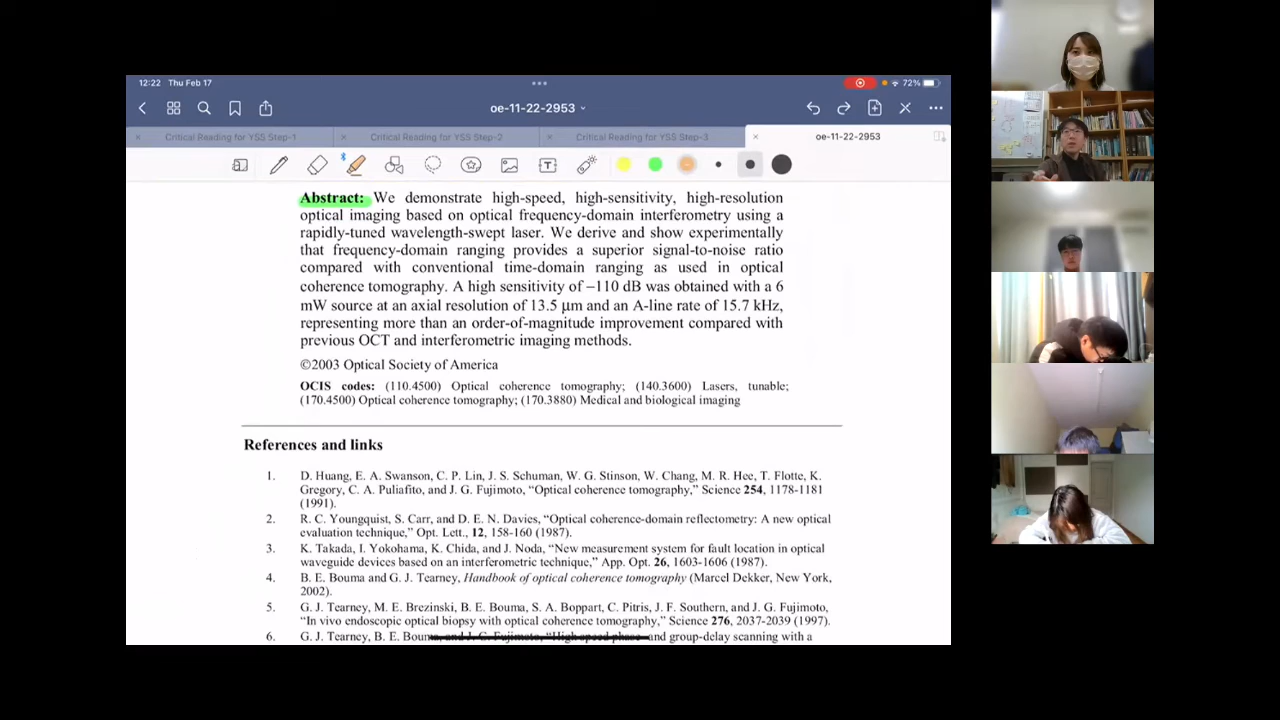 12:22 Thu Feb 17
72%
oe-11-22-2953
Critical Reading for YSS Step-1
Critical Reading for YSS Step-2
Critical Reading for YSS Step-3
oe-11-22-2953
Abstract: We demonstrate high-speed, high-sensitivity, high-resolution
optical imaging based on optical frequency-domain interferometry using a
rapidly-tuned wavelength-swept laser. We derive and show experimentally
that frequency-domain ranging provides a superior signal-to-noise ratio
compared with conventional time-domain ranging as used in optical
coherence tomography. A high sensitivity of −110 dB was obtained with a 6
mW source at an axial resolution of 13.5 µm and an A-line rate of 15.7 kHz,
representing more than an order-of-magnitude improvement compared with
previous OCT and interferometric imaging methods.
©2003 Optical Society of America
OCIS codes: (110.4500) Optical coherence tomography; (140.3600) Lasers, tunable;
(170.4500) Optical coherence tomography; (170.3880) Medical and biological imaging
References and links
1. D. Huang, E. A. Swanson, C. P. Lin, J. S. Schuman, W. G. Stinson, W. Chang, M. R. Hee, T. Flotte, K.
Gregory, C. A. Puliafito, and J. G. Fujimoto, “Optical coherence tomography,” Science 254, 1178-1181
(1991).
2. R. C. Youngquist, S. Carr, and D. E. N. Davies, “Optical coherence-domain reflectometry: A new optical
evaluation technique,” Opt. Lett., 12, 158-160 (1987).
3. K. Takada, I. Yokohama, K. Chida, and J. Noda, “New measurement system for fault location in optical
waveguide devices based on an interferometric technique,” App. Opt. 26, 1603-1606 (1987).
4. B. E. Bouma and G. J. Tearney, Handbook of optical coherence tomography (Marcel Dekker, New York,
2002).
5. G. J. Tearney, M. E. Brezinski, B. E. Bouma, S. A. Boppart, C. Pitris, J. F. Southern, and J. G. Fujimoto,
“In vivo endoscopic optical biopsy with optical coherence tomography,” Science 276, 2037-2039 (1997).
6. G. J. Tearney, B. E. Bouma, and J. G. Fujimoto, “High speed phase- and group-delay scanning with a